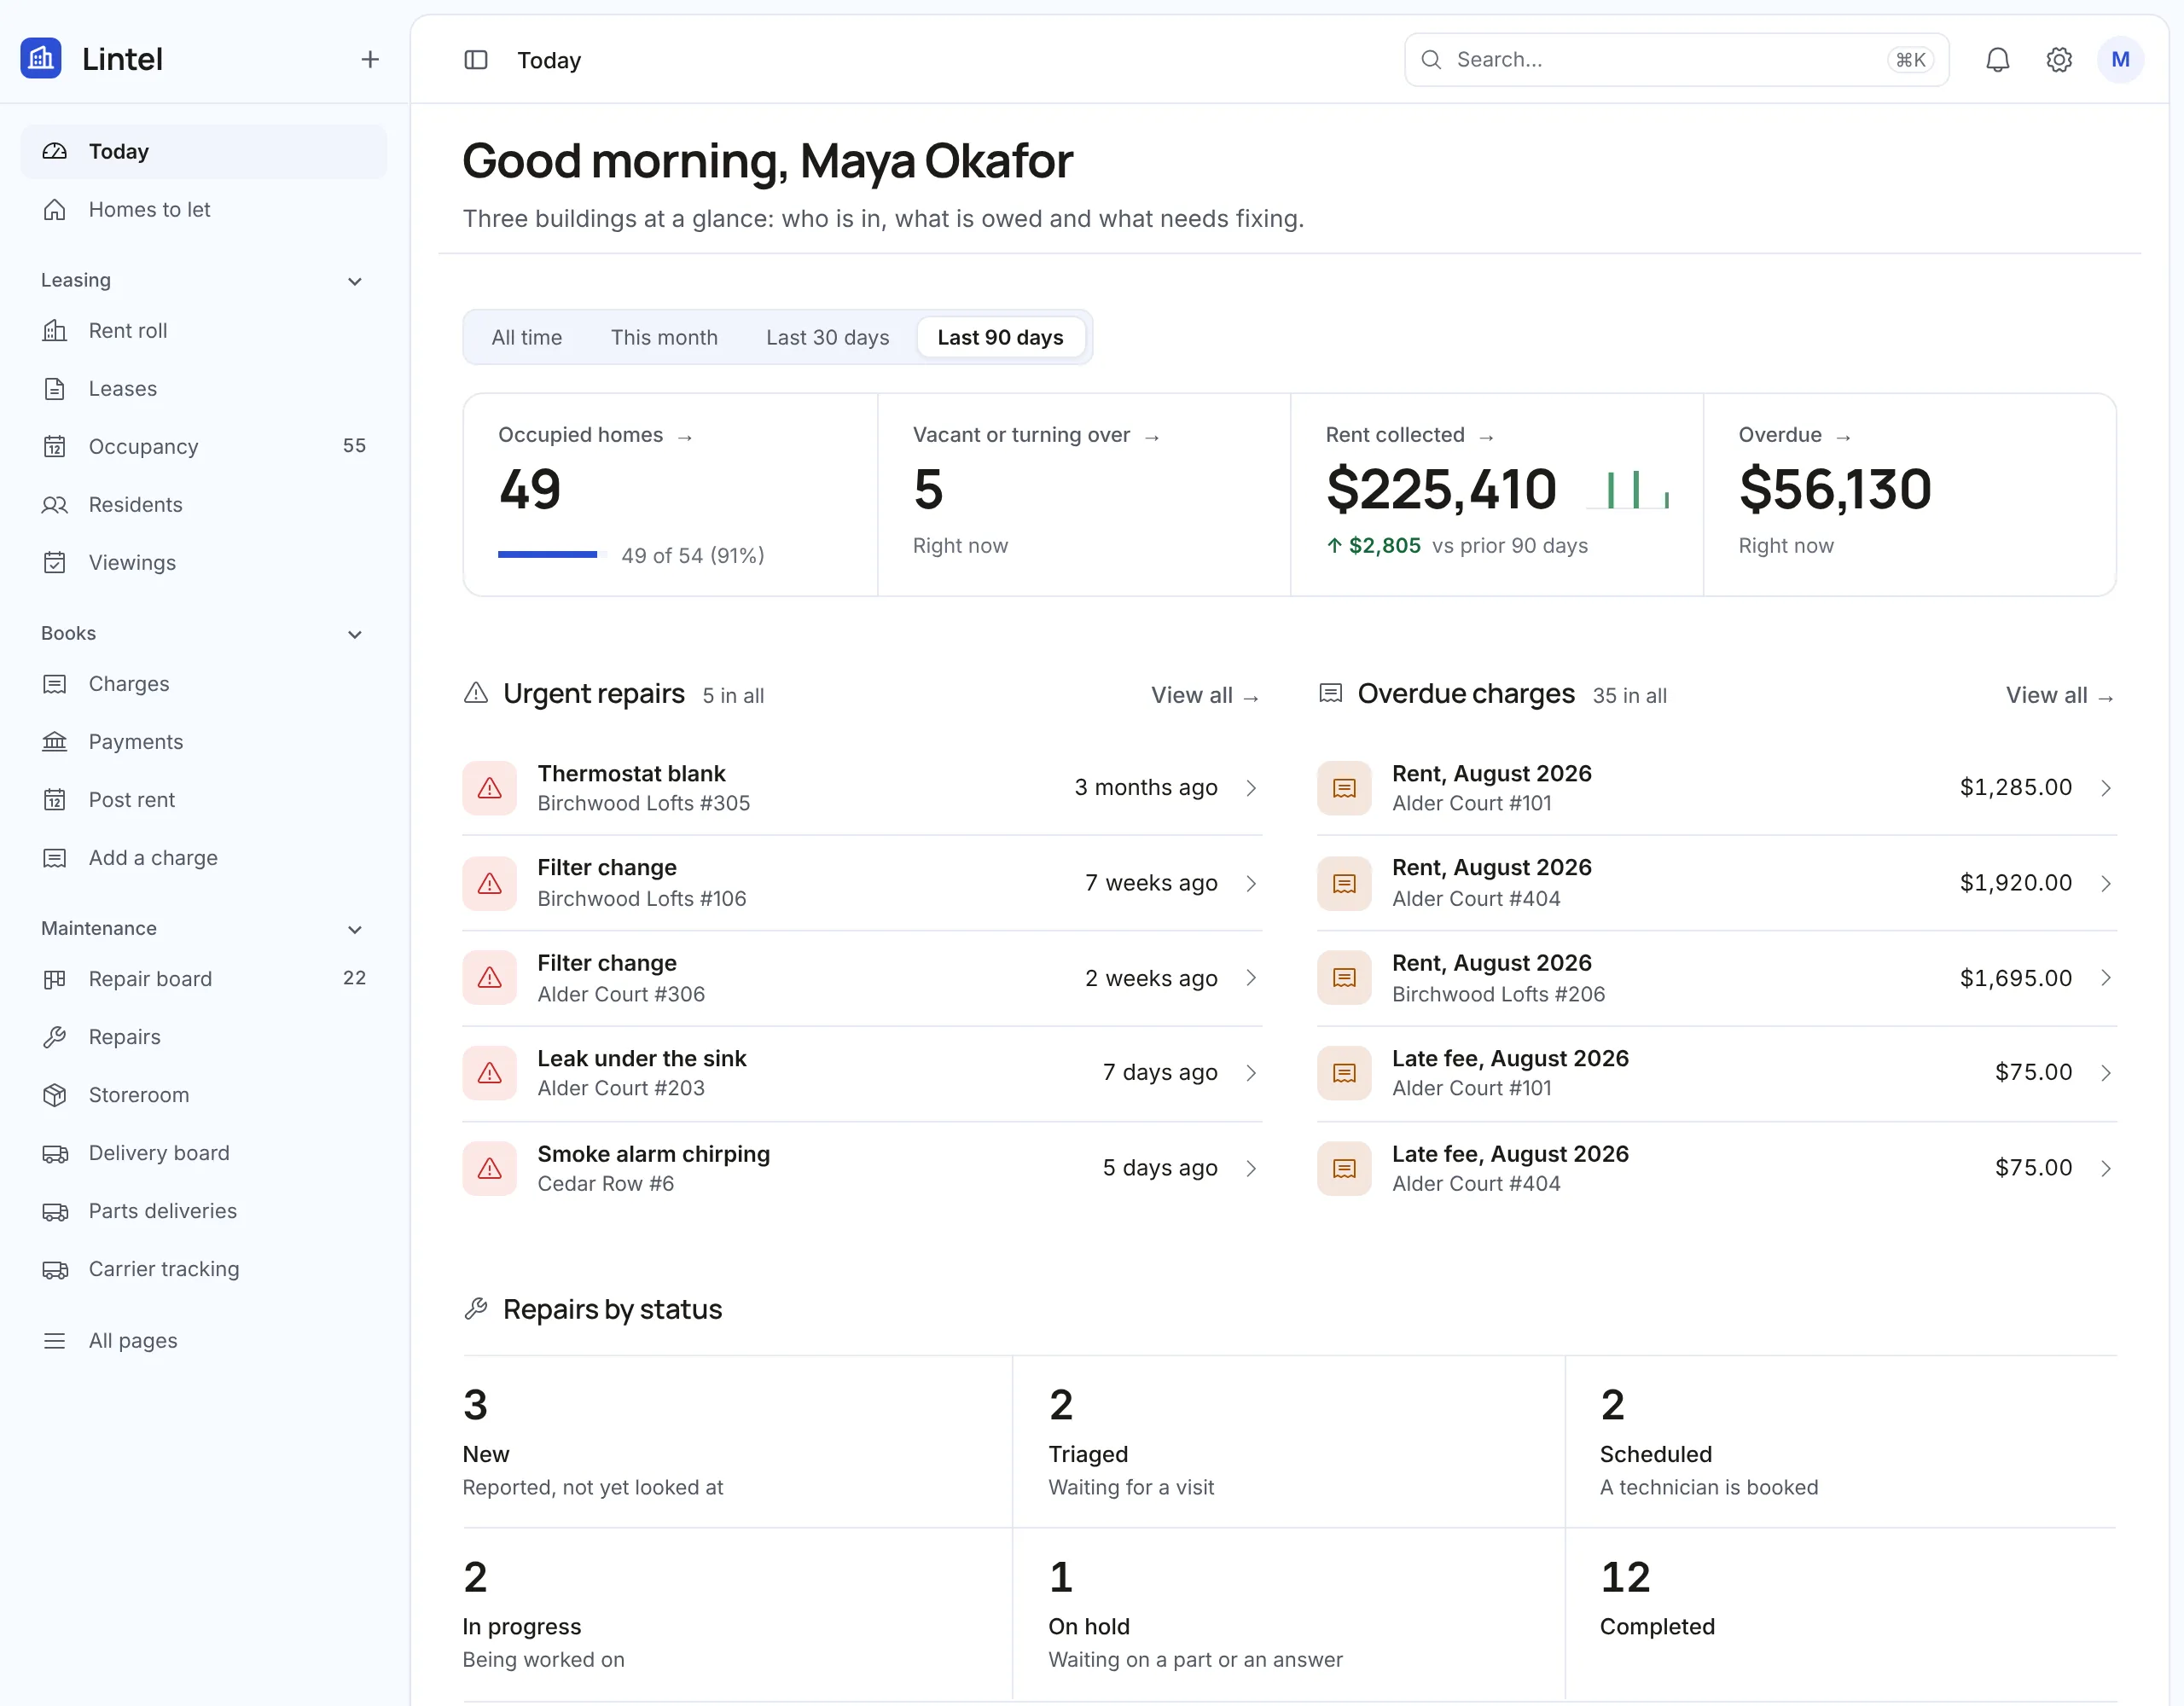 Lintel
Today
Homes to let
Leasing
Rent roll
Leases
Occupancy 55
Residents
Viewings
Books
Charges
Payments
Post rent
Add a charge
Maintenance
Repair board 22
Repairs
Storeroom
Delivery board
Parts deliveries
Carrier tracking
All pages
Today
Search... ⌘K
M
Good morning, Maya Okafor
Three buildings at a glance: who is in, what is owed and what needs fixing.
All time This month Last 30 days Last 90 days
Occupied homes →
49
49 of 54 (91%)
Vacant or turning over →
5
Right now
Rent collected →
$225,410
↑ $2,805 vs prior 90 days
Overdue →
$56,130
Right now
Urgent repairs 5 in all View all →
Thermostat blank
Birchwood Lofts #305
3 months ago
Filter change
Birchwood Lofts #106
7 weeks ago
Filter change
Alder Court #306
2 weeks ago
Leak under the sink
Alder Court #203
7 days ago
Smoke alarm chirping
Cedar Row #6
5 days ago
Overdue charges 35 in all View all →
Rent, August 2026
Alder Court #101
$1,285.00
Rent, August 2026
Alder Court #404
$1,920.00
Rent, August 2026
Birchwood Lofts #206
$1,695.00
Late fee, August 2026
Alder Court #101
$75.00
Late fee, August 2026
Alder Court #404
$75.00
Repairs by status
3
New
Reported, not yet looked at
2
Triaged
Waiting for a visit
2
Scheduled
A technician is booked
2
In progress
Being worked on
1
On hold
Waiting on a part or an answer
12
Completed